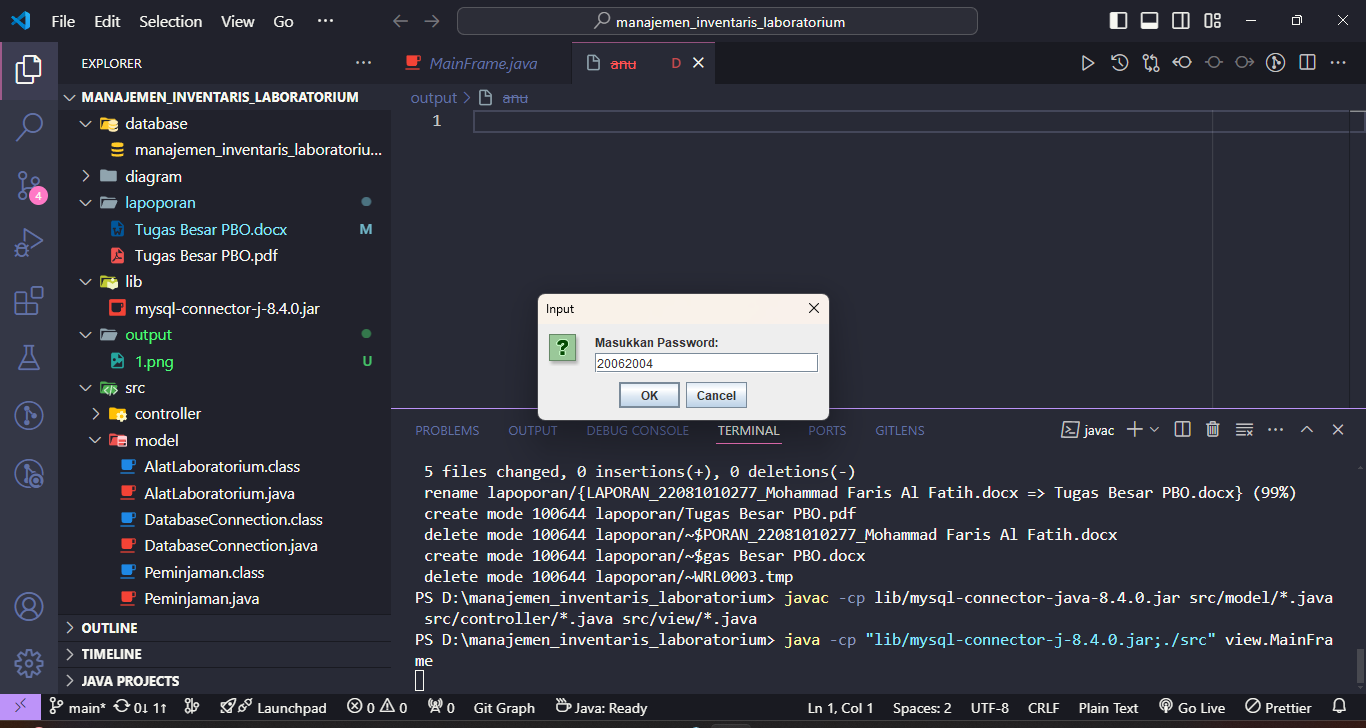 File Edit Selection View Go ···
manajemen_inventaris_laboratorium
EXPLORER
MANAJEMEN_INVENTARIS_LABORATORIUM
database
manajemen_inventaris_laboratoriu...
diagram
lapoporan
Tugas Besar PBO.docx M
Tugas Besar PBO.pdf
lib
mysql-connector-j-8.4.0.jar
output
1.png U
src
controller
model
AlatLaboratorium.class
AlatLaboratorium.java
DatabaseConnection.class
DatabaseConnection.java
Peminjaman.class
Peminjaman.java
OUTLINE
TIMELINE
JAVA PROJECTS
4
MainFrame.java anu D
output > anu
1
Input
Masukkan Password:
20062004
OK Cancel
PROBLEMS OUTPUT DEBUG CONSOLE TERMINAL PORTS GITLENS
javac
5 files changed, 0 insertions(+), 0 deletions(-)
rename lapoporan/{LAPORAN_22081010277_Mohammad Faris Al Fatih.docx => Tugas Besar PBO.docx} (99%)
create mode 100644 lapoporan/Tugas Besar PBO.pdf
delete mode 100644 lapoporan/~$PORAN_22081010277_Mohammad Faris Al Fatih.docx
create mode 100644 lapoporan/~$gas Besar PBO.docx
delete mode 100644 lapoporan/~WRL0003.tmp
PS D:\manajemen_inventaris_laboratorium> javac -cp lib/mysql-connector-java-8.4.0.jar src/model/*.java
src/controller/*.java src/view/*.java
PS D:\manajemen_inventaris_laboratorium> java -cp "lib/mysql-connector-j-8.4.0.jar;./src" view.MainFra
me
main* 0↓ 1↑ Launchpad 0 0 0 Git Graph Java: Ready Ln 1, Col 1 Spaces: 2 UTF-8 CRLF Plain Text Go Live Prettier